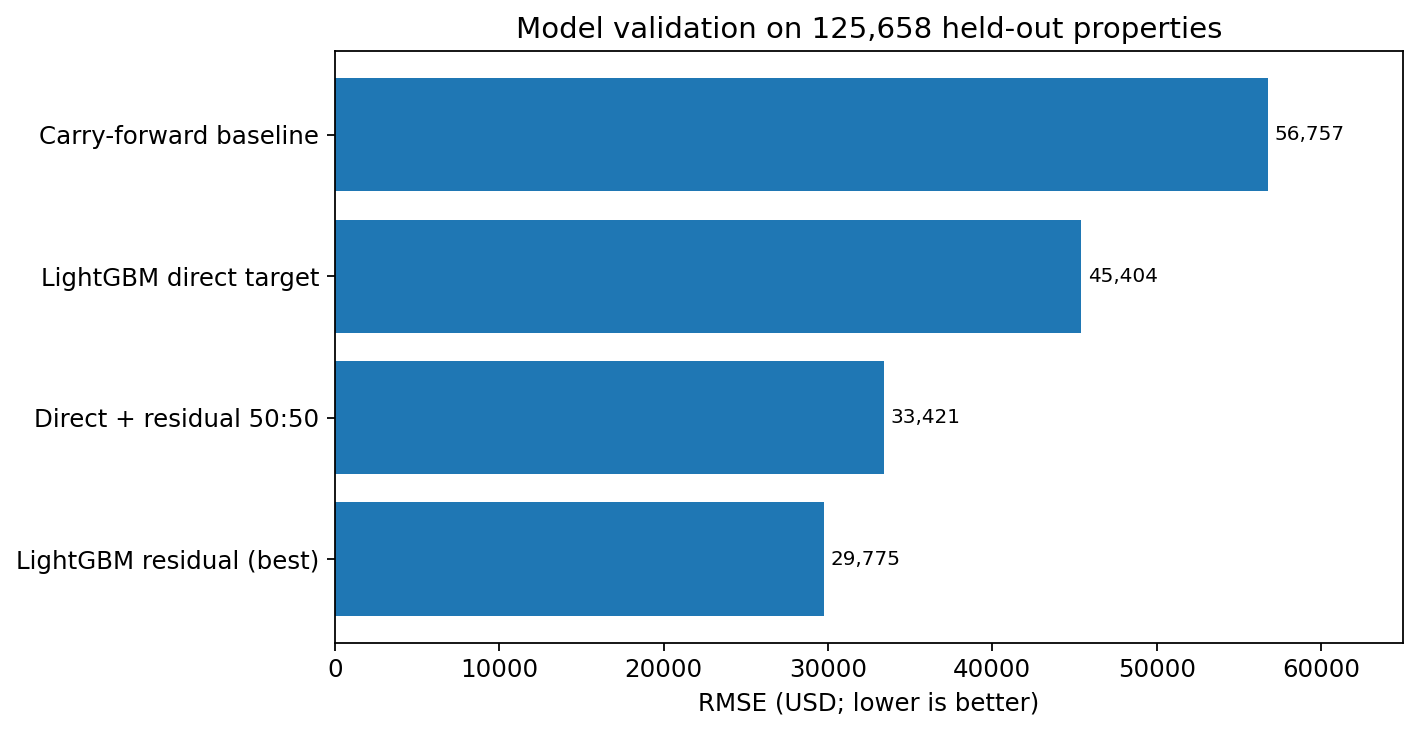 Model validation on 125,658 held-out properties
Carry-forward baseline
56,757
LightGBM direct target
45,404
Direct + residual 50:50
33,421
LightGBM residual (best)
29,775
0 10000 20000 30000 40000 50000 60000
RMSE (USD; lower is better)